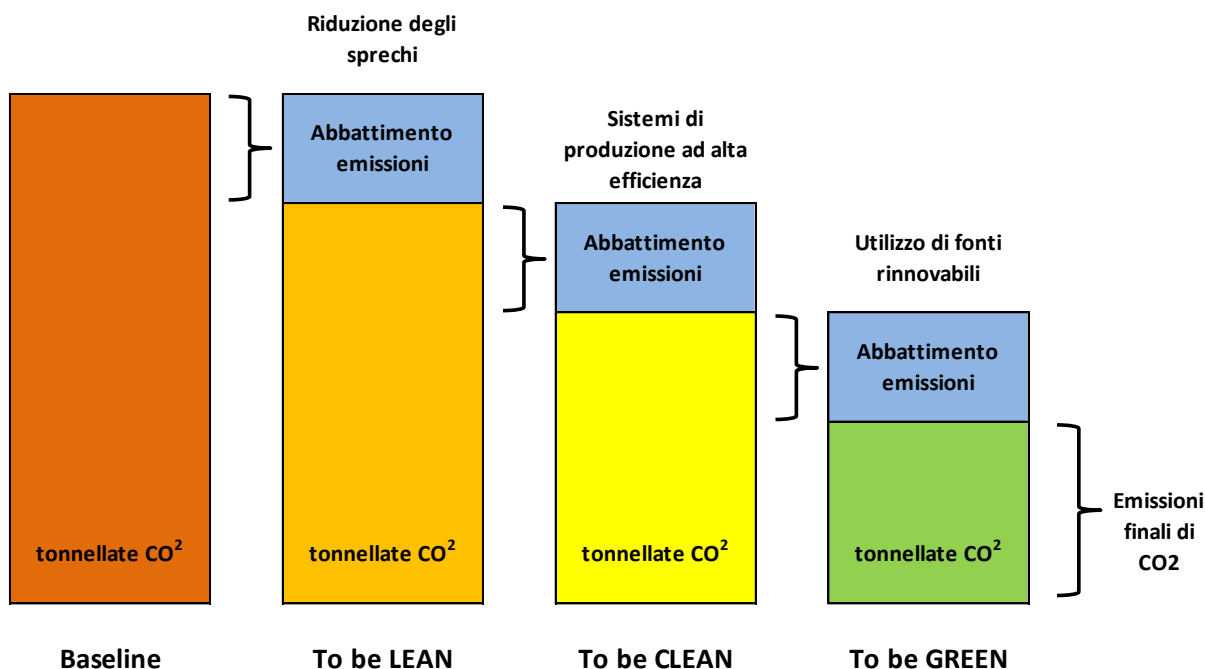 Riduzione degli
sprechi
Abbattimento
emissioni
Sistemi di
produzione ad alta
efficienza
Abbattimento
emissioni
Utilizzo di fonti
rinnovabili
Abbattimento
emissioni
tonnellate CO²
tonnellate CO²
tonnellate CO²
tonnellate CO²
Emissioni
finali di
CO2
Baseline
To be LEAN
To be CLEAN
To be GREEN